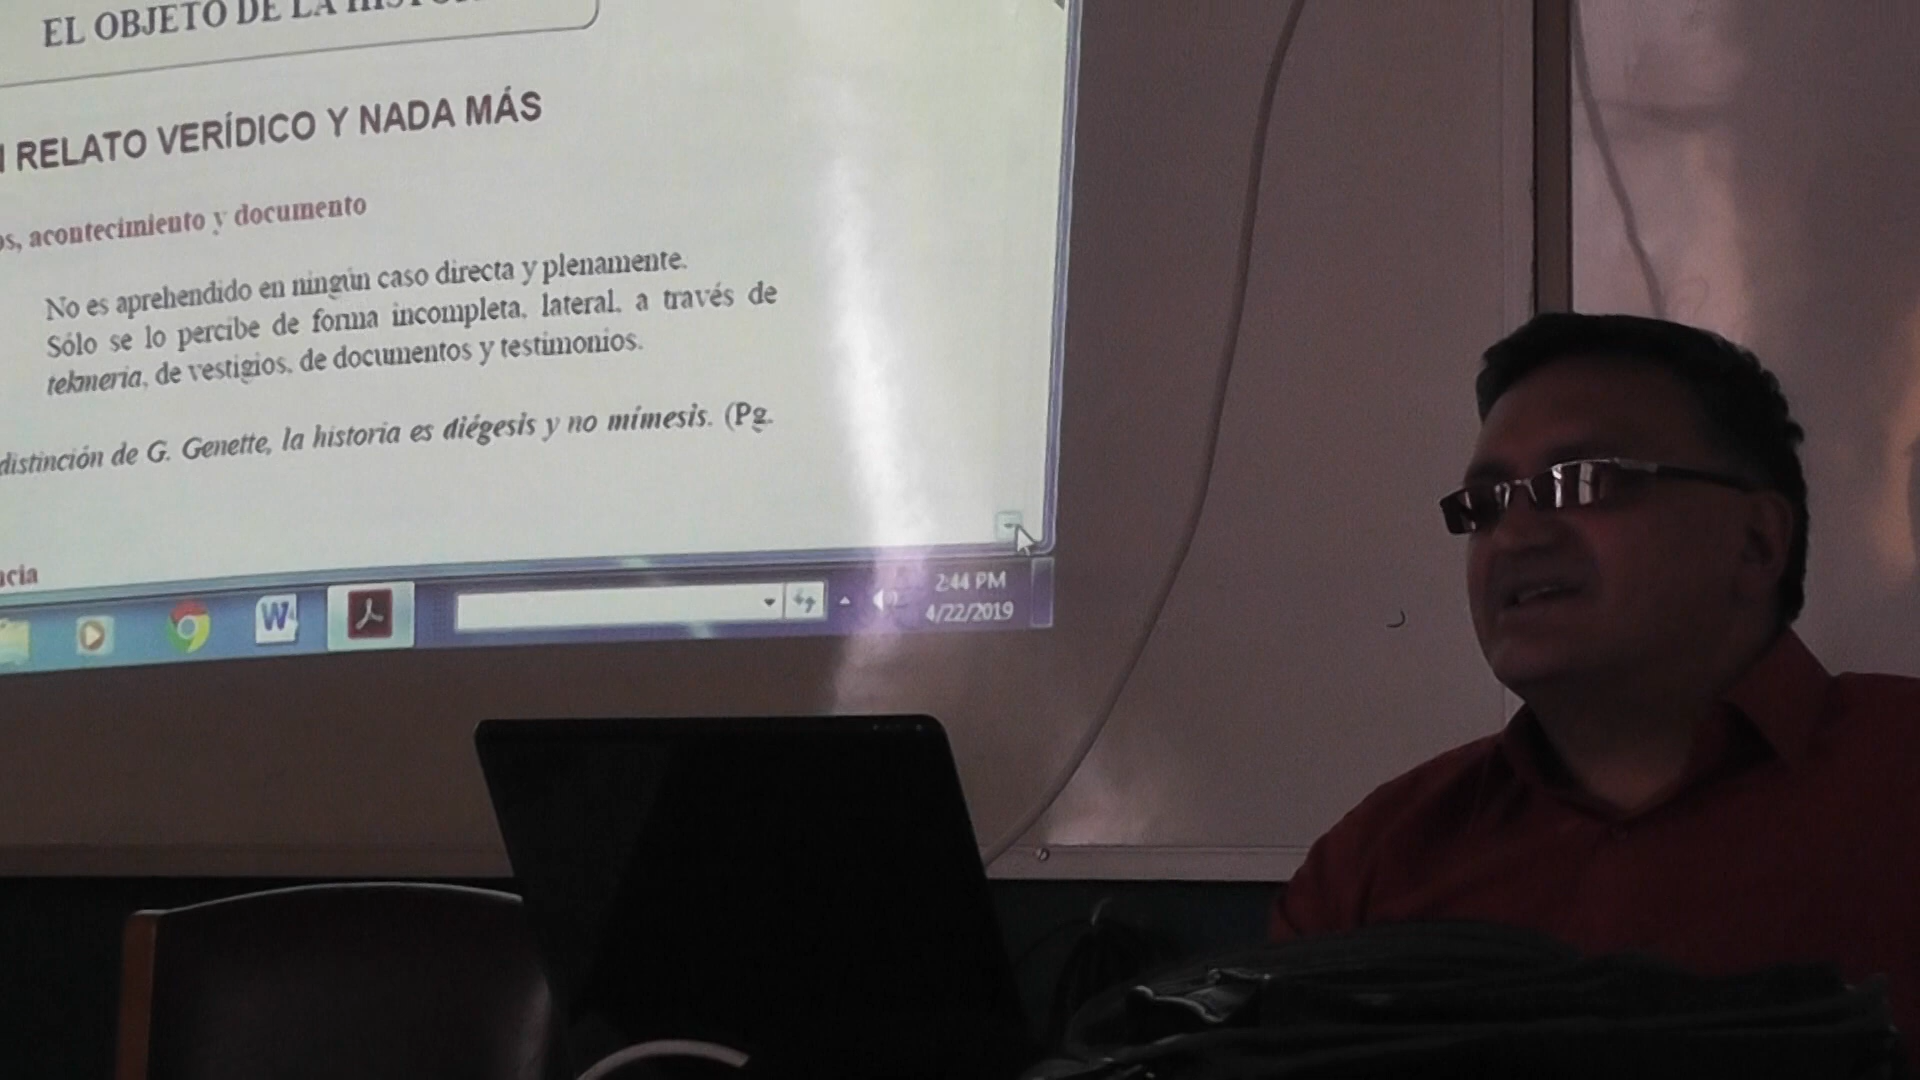 EL OBJETO DE LA
RELATO VERÍDICO Y NADA MÁS
os, acontecimiento y documento
No es aprehendido en ningún caso directa y plenamente.
Sólo se lo percibe de forma incompleta, lateral, a través de
tekmeria, de vestigios, de documentos y testimonios.
distinción de G. Genette, la historia es diégesis y no mímesis. (Pg.
ncia
2:44 PM
4/22/2019